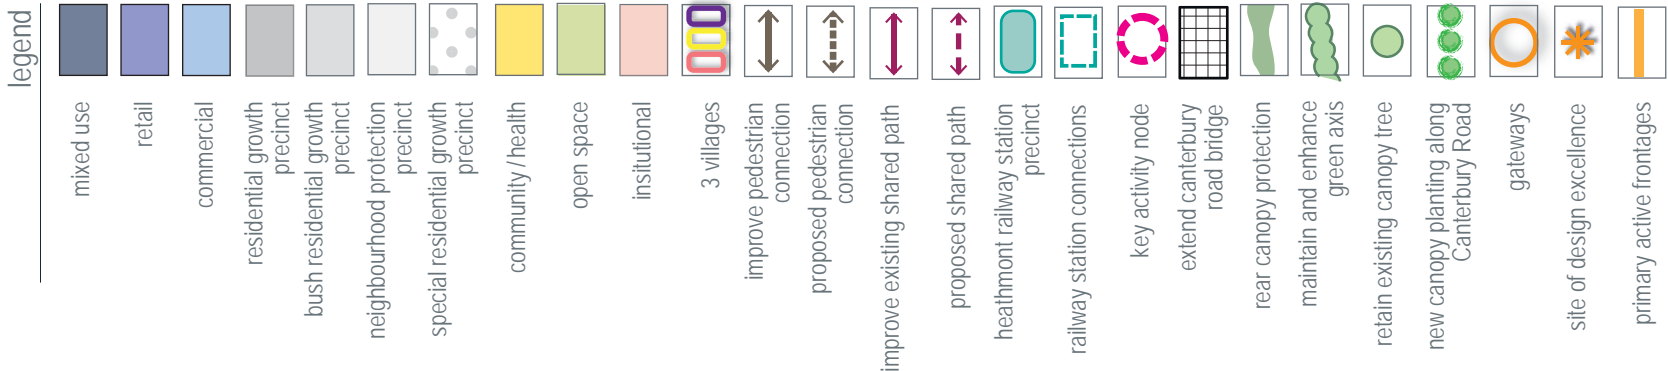 legend
mixed use
retail
commercial
residential growth
precinct
bush residential growth
precinct
neighbourhood protection
precinct
special residential growth
precinct
community / health
open space
insitutional
3 villages
improve pedestrian
connection
proposed pedestrian
connection
improve existing shared path
proposed shared path
heathmont railway station
precinct
railway station connections
key activity node
extend canterbury
road bridge
rear canopy protection
maintain and enhance
green axis
retain existing canopy tree
new canopy planting along
Canterbury Road
gateways
site of design excellence
primary active frontages